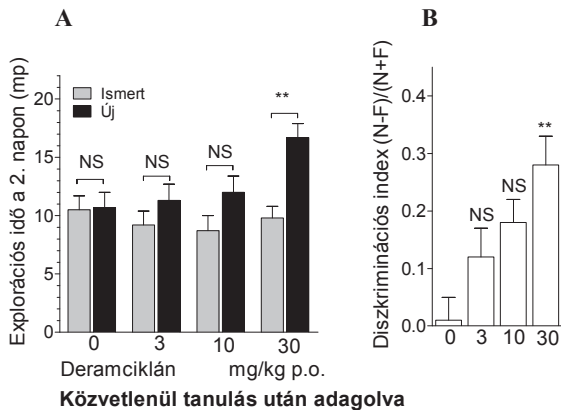 A
Explorációs idő a 2. napon (mp)
20
15
10
5
0
Ismert
Új
NS
NS
NS
**
0
3
10
30
Deramciklán
mg/kg p.o.
Közvetlenül tanulás után adagolva
B
Diszkriminációs index (N-F)/(N+F)
0.4
0.3
0.2
0.1
0.0
NS
NS
**
0
3
10
30